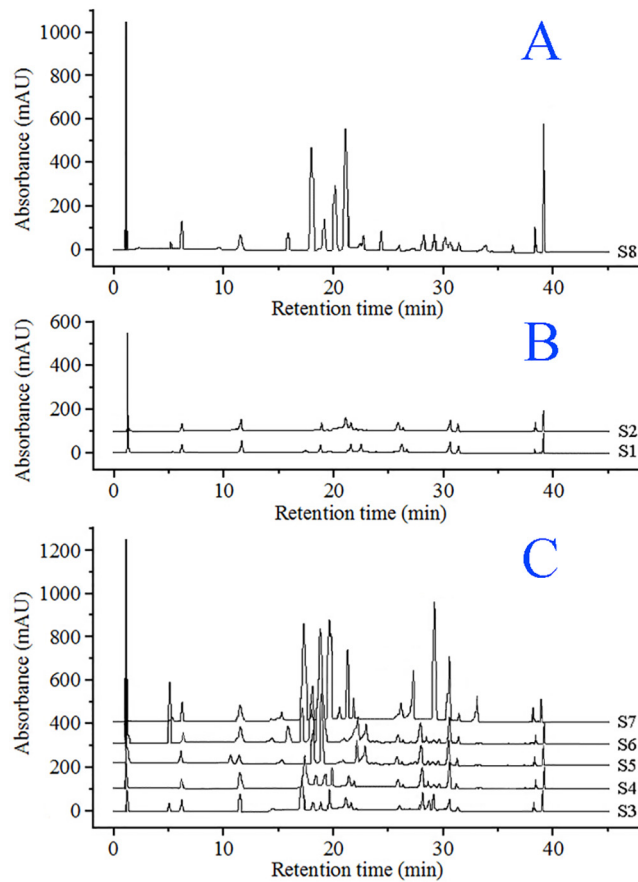 A
1000
800
600
400
200
0
Absorbance (mAU)
S8
0 10 20 30 40
Retention time (min)
B
600
400
200
0
Absorbance (mAU)
S2
S1
0 10 20 30 40
Retention time (min)
C
1200
1000
800
600
400
200
0
Absorbance (mAU)
S7
S6
S5
S4
S3
0 10 20 30 40
Retention time (min)